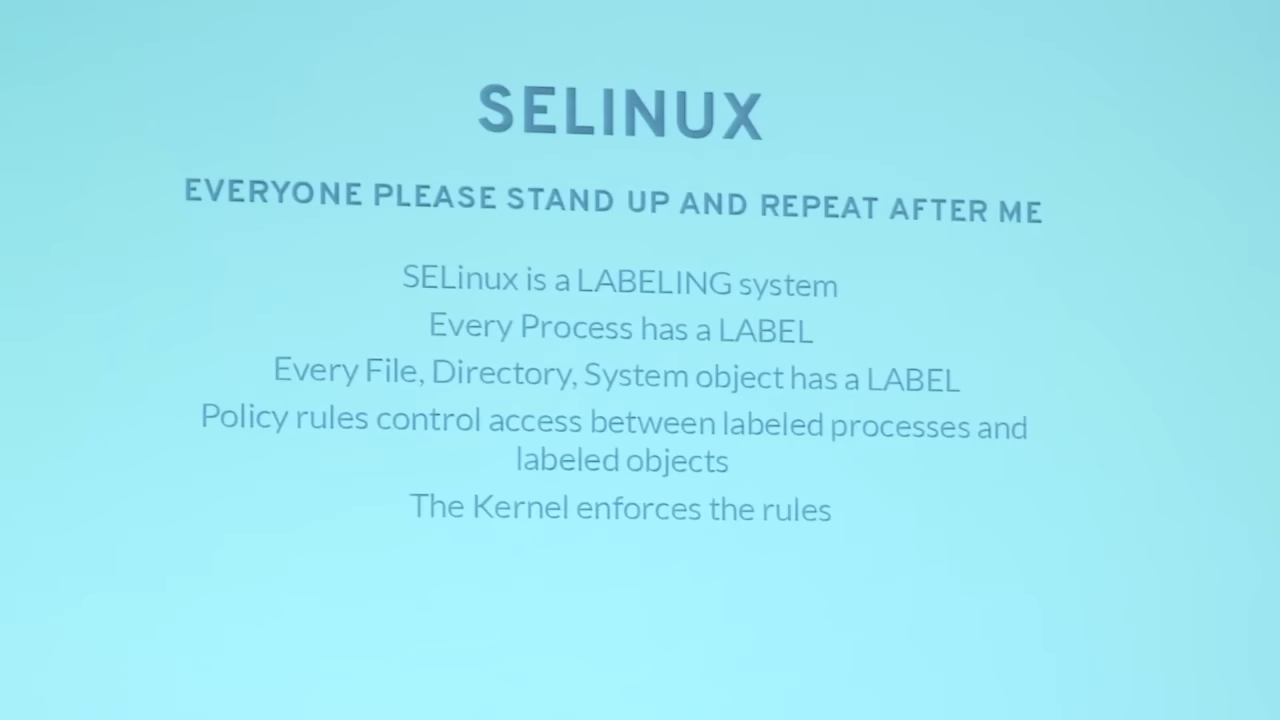 SELINUX
EVERYONE PLEASE STAND UP AND REPEAT AFTER ME
SELinux is a LABELING system
Every Process has a LABEL
Every File, Directory, System object has a LABEL
Policy rules control access between labeled processes and
labeled objects
The Kernel enforces the rules